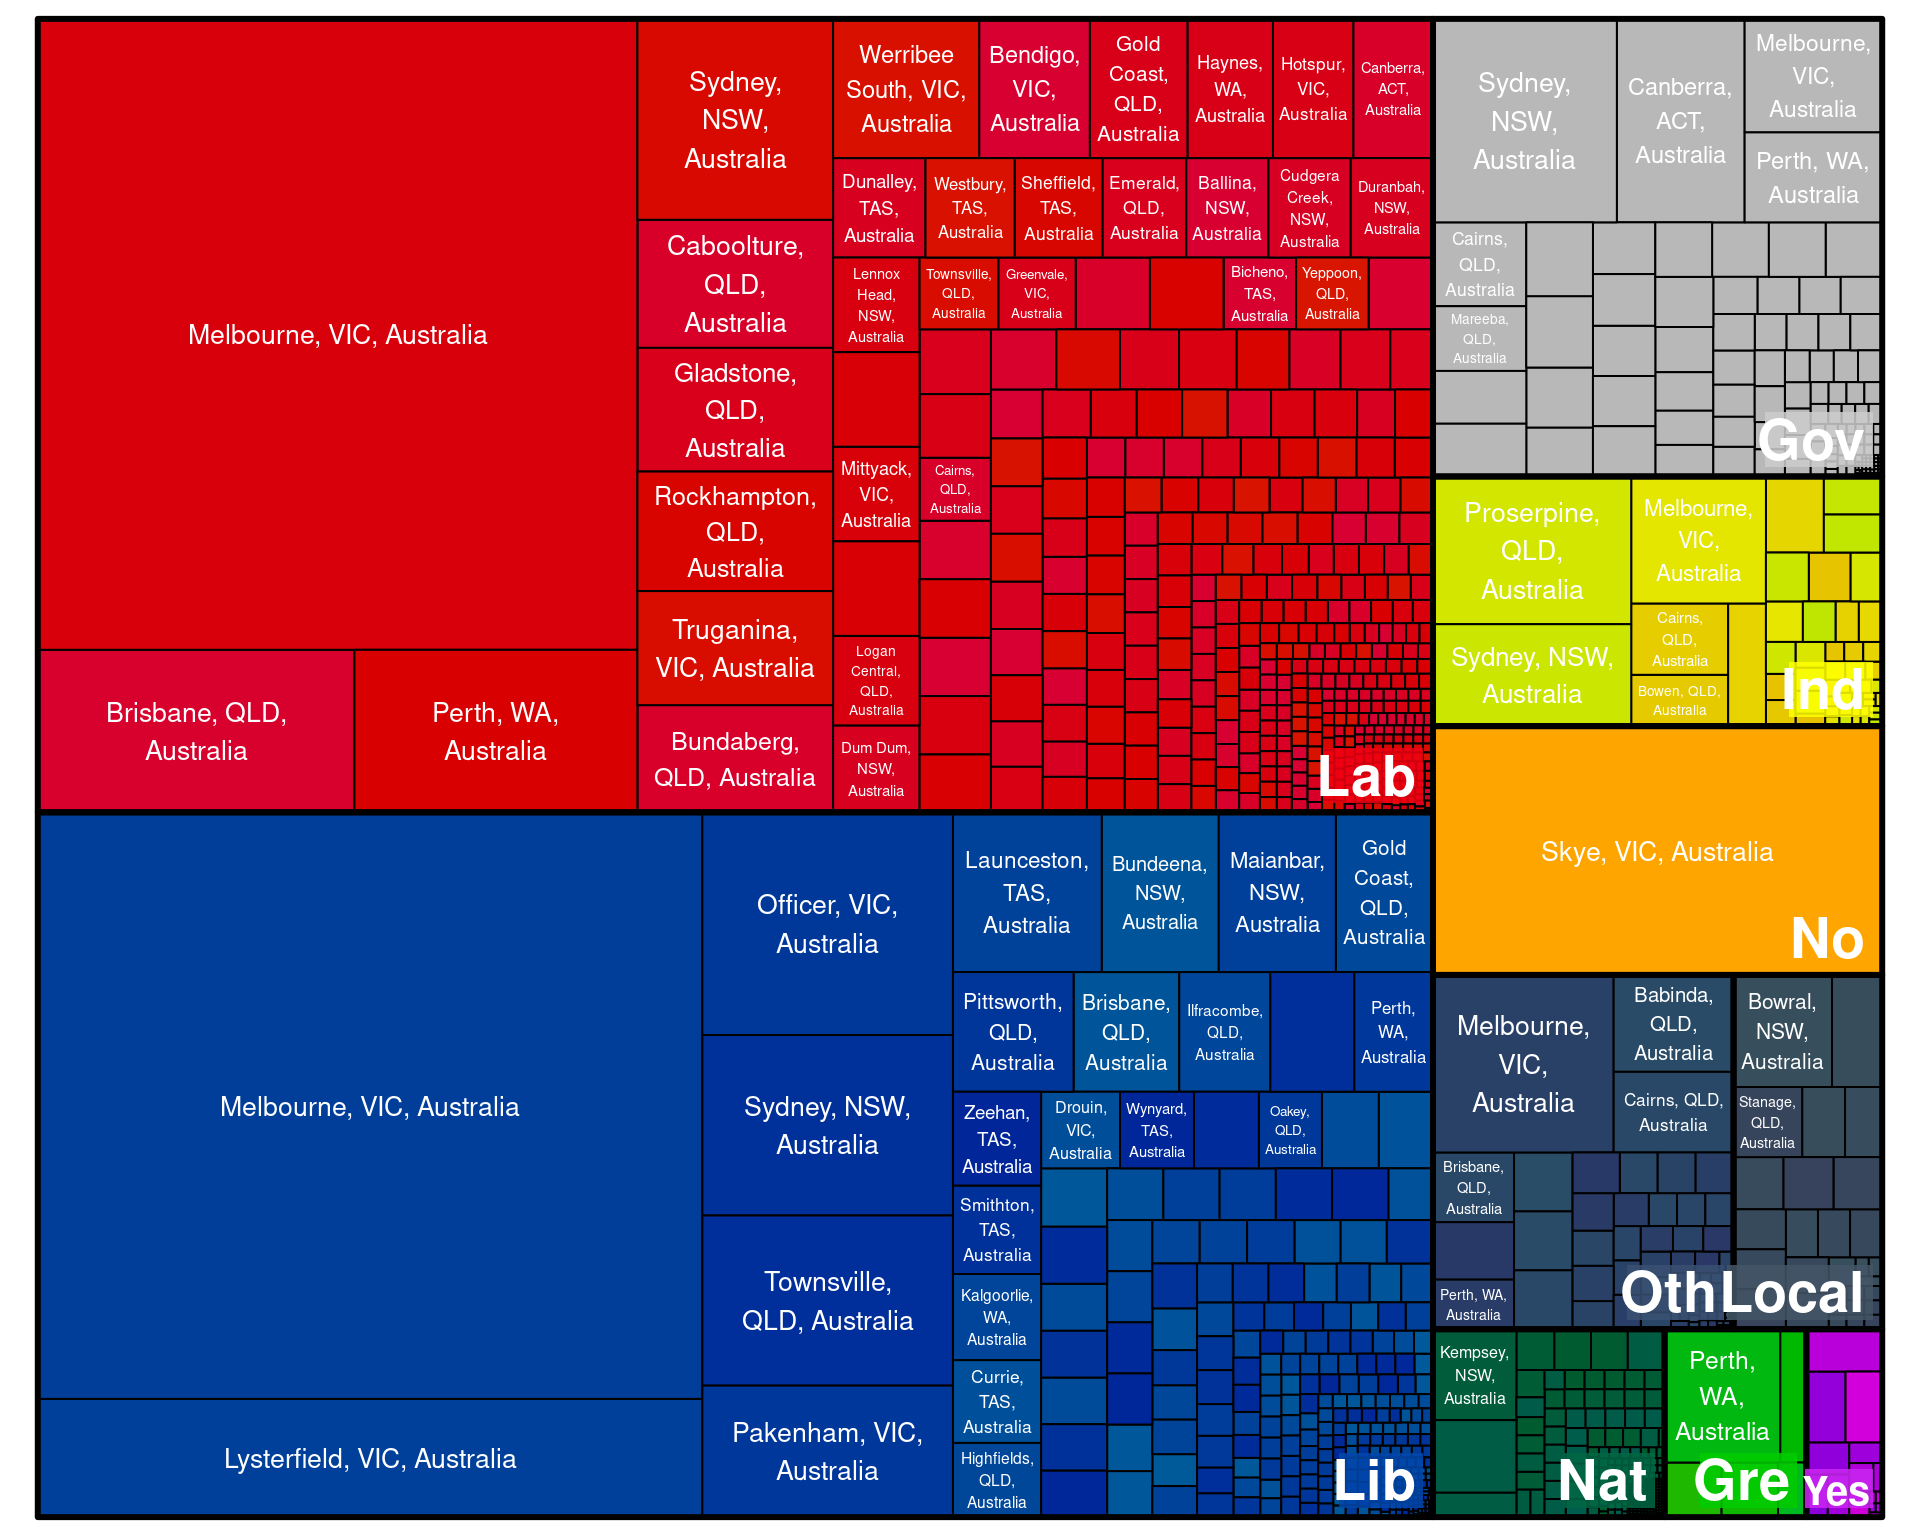 Melbourne, VIC, Australia
Brisbane, QLD,
Australia
Perth, WA,
Australia
Sydney,
NSW,
Australia
Caboolture,
QLD,
Australia
Gladstone,
QLD,
Australia
Rockhampton,
QLD,
Australia
Truganina,
VIC, Australia
Bundaberg,
QLD, Australia
Werribee
South, VIC,
Australia
Bendigo,
VIC,
Australia
Gold
Coast,
QLD,
Australia
Haynes,
WA,
Australia
Hotspur,
VIC,
Australia
Canberra,
ACT,
Australia
Dunalley,
TAS,
Australia
Westbury,
TAS,
Australia
Sheffield,
TAS,
Australia
Emerald,
QLD,
Australia
Ballina,
NSW,
Australia
Cudgera
Creek,
NSW,
Australia
Duranbah,
NSW,
Australia
Lennox
Head,
NSW,
Australia
Townsville,
QLD,
Australia
Greenvale,
VIC,
Australia
Bicheno,
TAS,
Australia
Yeppoon,
QLD,
Australia
Mittyack,
VIC,
Australia
Cairns,
QLD,
Australia
Logan
Central,
QLD,
Australia
Dum Dum,
NSW,
Australia
Lab
Sydney,
NSW,
Australia
Canberra,
ACT,
Australia
Melbourne,
VIC,
Australia
Perth, WA,
Australia
Cairns,
QLD,
Australia
Mareeba,
QLD,
Australia
Gov
Proserpine,
QLD,
Australia
Sydney, NSW,
Australia
Melbourne,
VIC,
Australia
Cairns,
QLD,
Australia
Bowen, QLD,
Australia
Ind
Skye, VIC, Australia
No
Melbourne, VIC, Australia
Lysterfield, VIC, Australia
Officer, VIC,
Australia
Sydney, NSW,
Australia
Townsville,
QLD, Australia
Pakenham, VIC,
Australia
Launceston,
TAS,
Australia
Bundeena,
NSW,
Australia
Maianbar,
NSW,
Australia
Gold
Coast,
QLD,
Australia
Pittsworth,
QLD,
Australia
Brisbane,
QLD,
Australia
Ilfracombe,
QLD,
Australia
Perth,
WA,
Australia
Zeehan,
TAS,
Australia
Drouin,
VIC,
Australia
Wynyard,
TAS,
Australia
Oakey,
QLD,
Australia
Smithton,
TAS,
Australia
Kalgoorlie,
WA,
Australia
Currie,
TAS,
Australia
Highfields,
QLD,
Australia
Lib
Melbourne,
VIC,
Australia
Babinda,
QLD,
Australia
Cairns, QLD,
Australia
Brisbane,
QLD,
Australia
Perth, WA,
Australia
Bowral,
NSW,
Australia
Stanage,
QLD,
Australia
OthLocal
Kempsey,
NSW,
Australia
Nat
Perth,
WA,
Australia
Gre
Yes